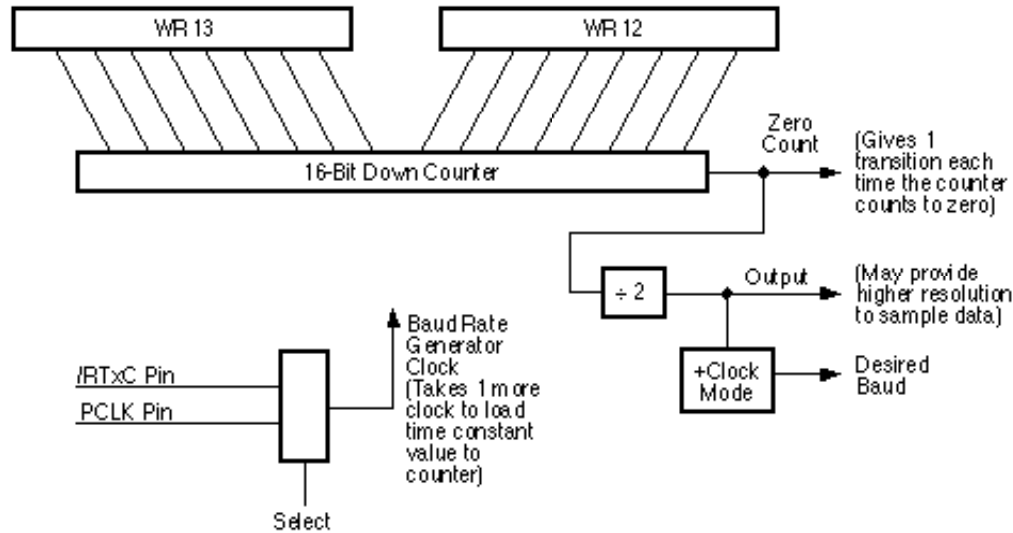 WR 13
WR 12
16-Bit Down Counter
Zero
Count
(Gives 1
transition each
time the counter
counts to zero)
÷ 2
Output
(May provide
higher resolution
to sample data)
+Clock
Mode
Desired
Baud
/RTxC Pin
PCLK Pin
Select
Baud Rate
Generator
Clock
(Takes 1 more
clock to load
time constant
value to
counter)